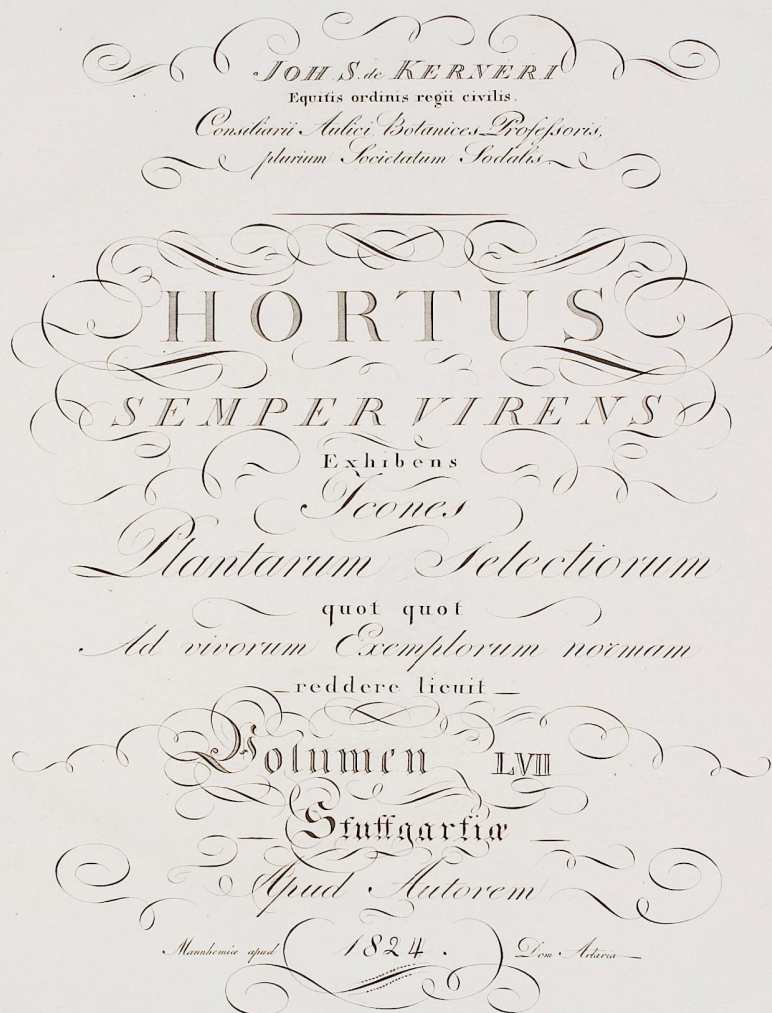 JOH. S. de KERNERI
Equitis ordinis regii civilis,
Consiliarii Aulici Botanices Professoris,
plurium Societatum Sodalis.
HORTUS
SEMPER VIRENS
Exhibens
Icones
Plantarum Selectiorum
quot quot
Ad vivorum Exemplorum normam
reddere licuit
Volumen LVII
Stuttgartiæ
Apud Autorem
Mannhemiæ apud 1824. Dom Artaria